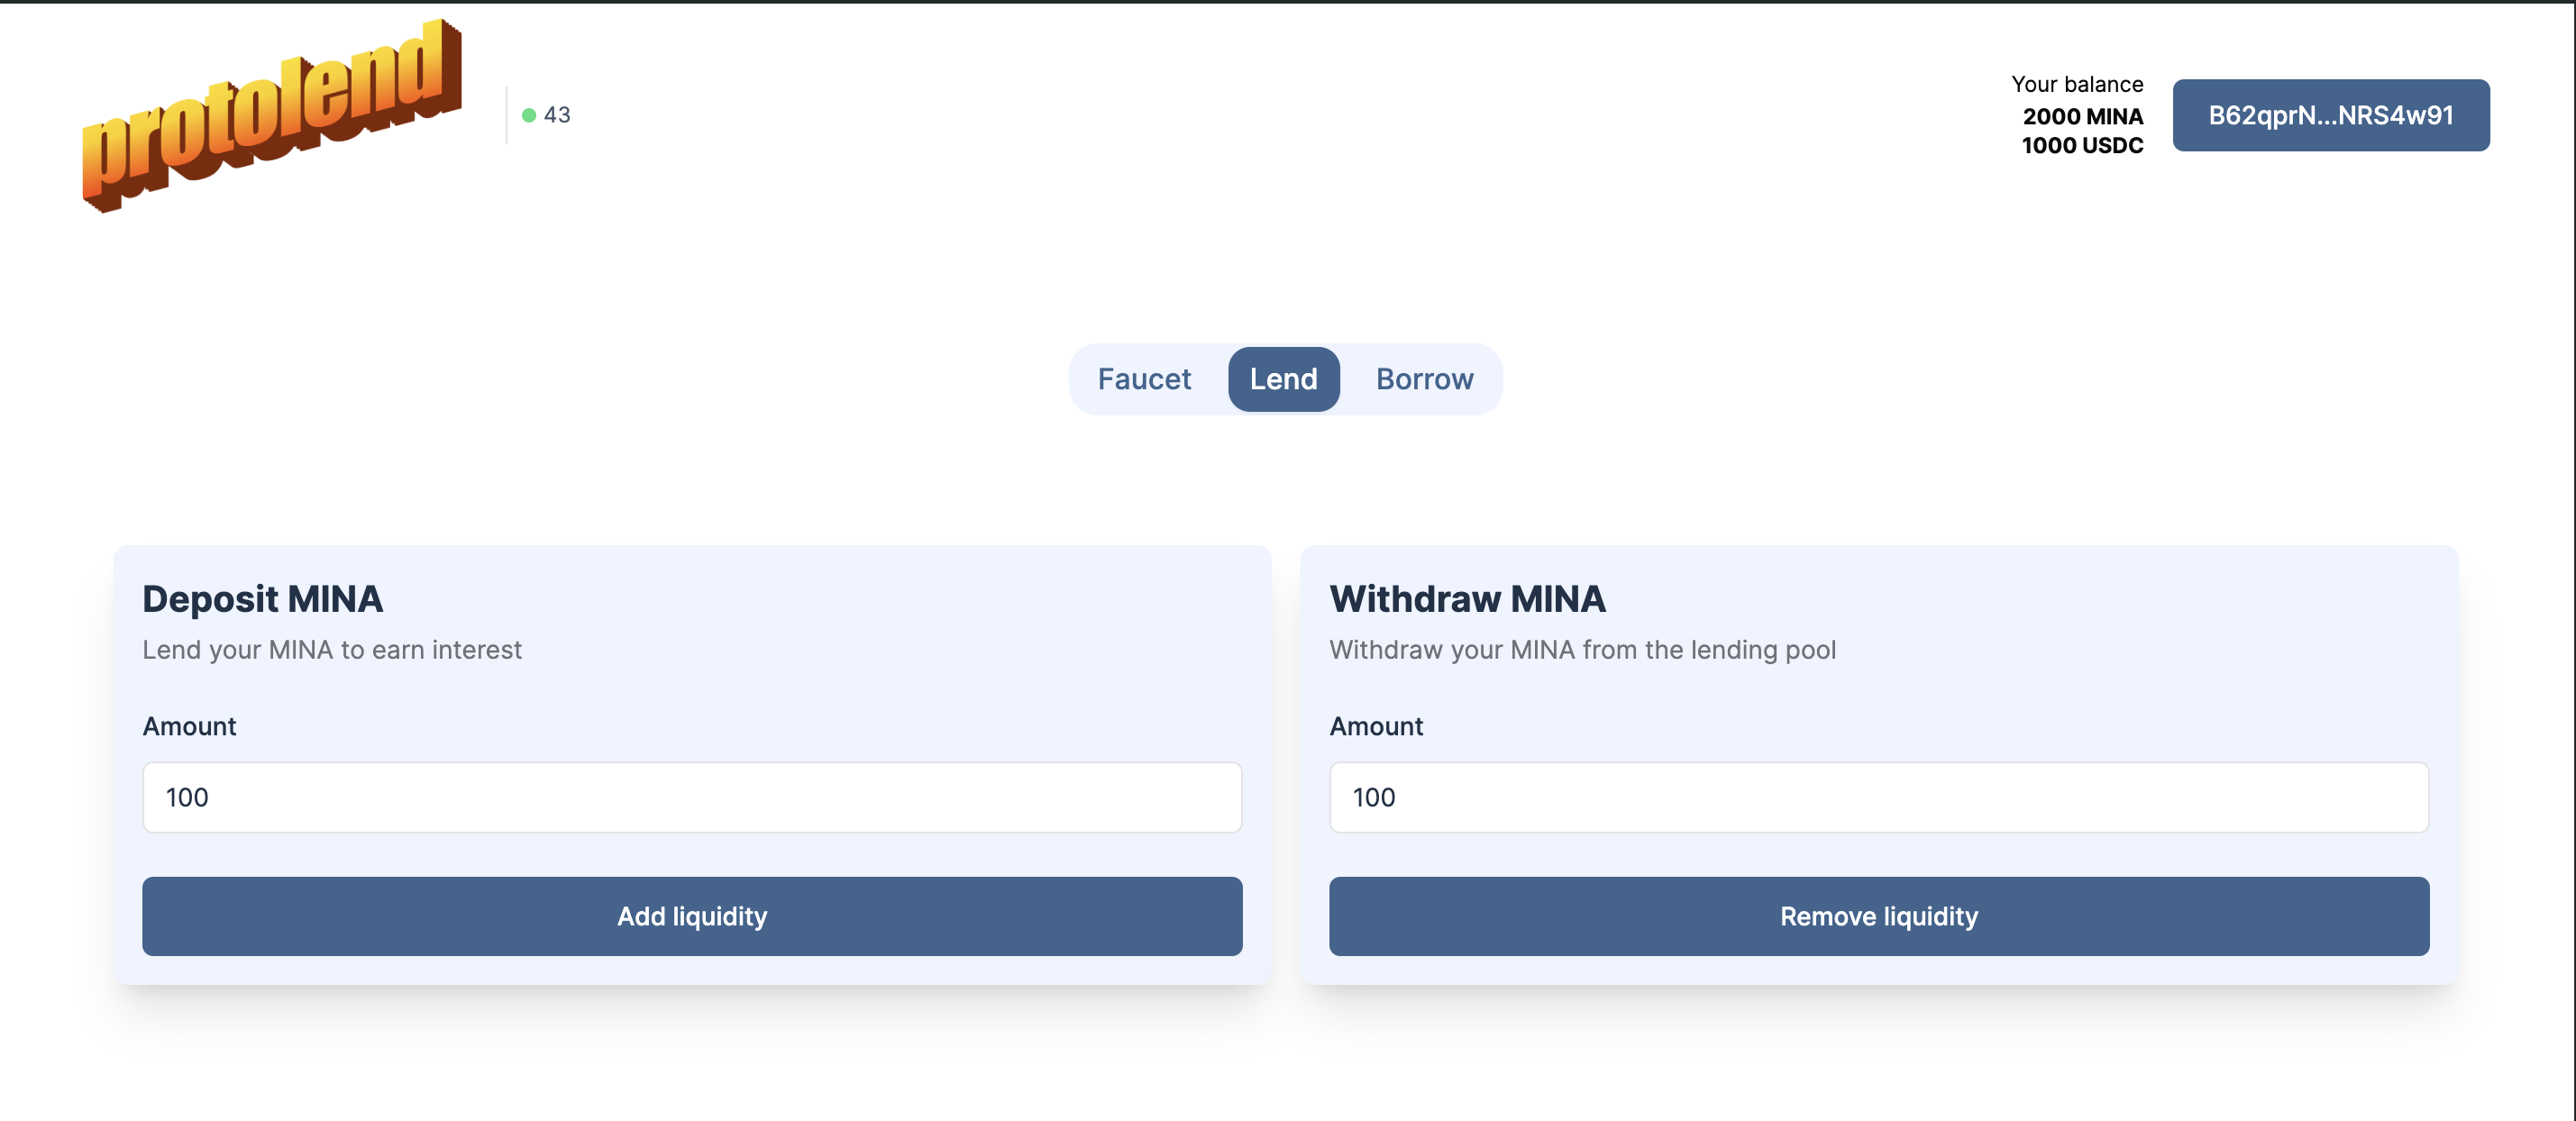 protolend
43
Your balance
2000 MINA
1000 USDC
B62qprN...NRS4w91
Faucet
Lend
Borrow
Deposit MINA
Lend your MINA to earn interest
Amount
100
Add liquidity
Withdraw MINA
Withdraw your MINA from the lending pool
Amount
100
Remove liquidity